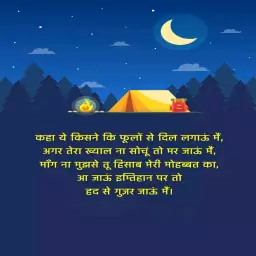 कहा ये किसने कि फूलों से दिल लगाऊं मैं,
अगर तेरा ख्याल ना सोचूं तो मर जाऊं मैं,
माँग ना मुझसे तू हिसाब मेरी मोहब्बत का,
आ जाऊं इम्तिहान पर तो
हद से गुज़र जाऊं मैं।